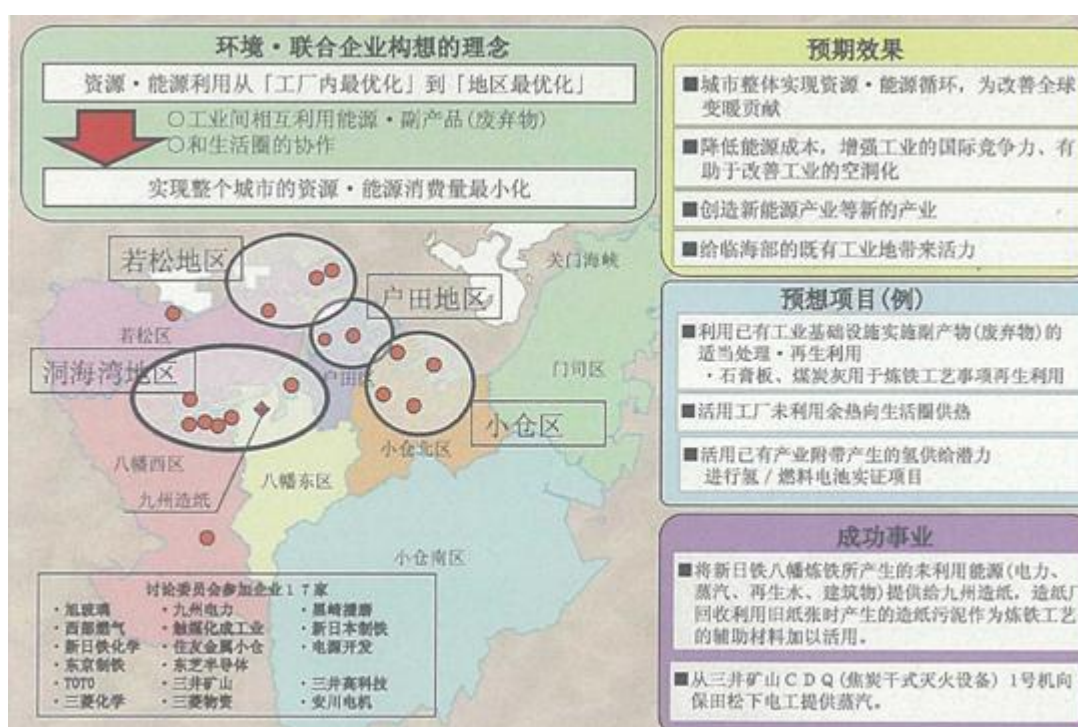 环境・联合企业构想的理念
资源・能源利用从「工厂内最优化」到「地区最优化」
○工业间相互利用能源・副产品(废弃物)
○和生活圈的协作
实现整个城市的资源・能源消费量最小化
预期效果
■城市整体实现资源・能源循环，为改善全球
变暖贡献
■降低能源成本，增强工业的国际竞争力、有
助于改善工业的空洞化
■创造新能源产业等新的产业
■给临海部的既有工业地带来活力
预想项目(例)
■利用已有工业基础设施实施副产物(废弃物)的
适当处理・再生利用
・石膏板、煤炭灰用于炼铁工艺事项再生利用
■活用工厂未利用余热向生活圈供热
■活用已有产业附带产生的氢供给潜力
进行氢/燃料电池实证项目
成功事业
■将新日铁八幡炼铁所产生的未利用能源(电力、
蒸汽、再生水、建筑物)提供给九州造纸，造纸厂
回收利用旧纸张时产生的造纸污泥作为炼铁工艺
的辅助材料加以活用。
■从三井矿山CDQ(焦炭干式灭火设备) 1号机向
保田松下电工提供蒸汽。
若松地区
关门海峡
户田地区
若松区
洞海湾地区
户田区
门司区
小仓区
小仓北区
八幡西区
八幡东区
九州造纸
小仓南区
讨论委员会参加企业17家
・旭玻璃 ・九州电力 ・黑崎播磨
・西部燃气 ・触媒化成工业 ・新日本制铁
・新日铁化学 ・住友金属小仓 ・电源开发
・东京制铁 ・东芝半导体
・TOTO ・三井矿山 ・三井高科技
・三菱化学 ・三菱物资 ・安川电机